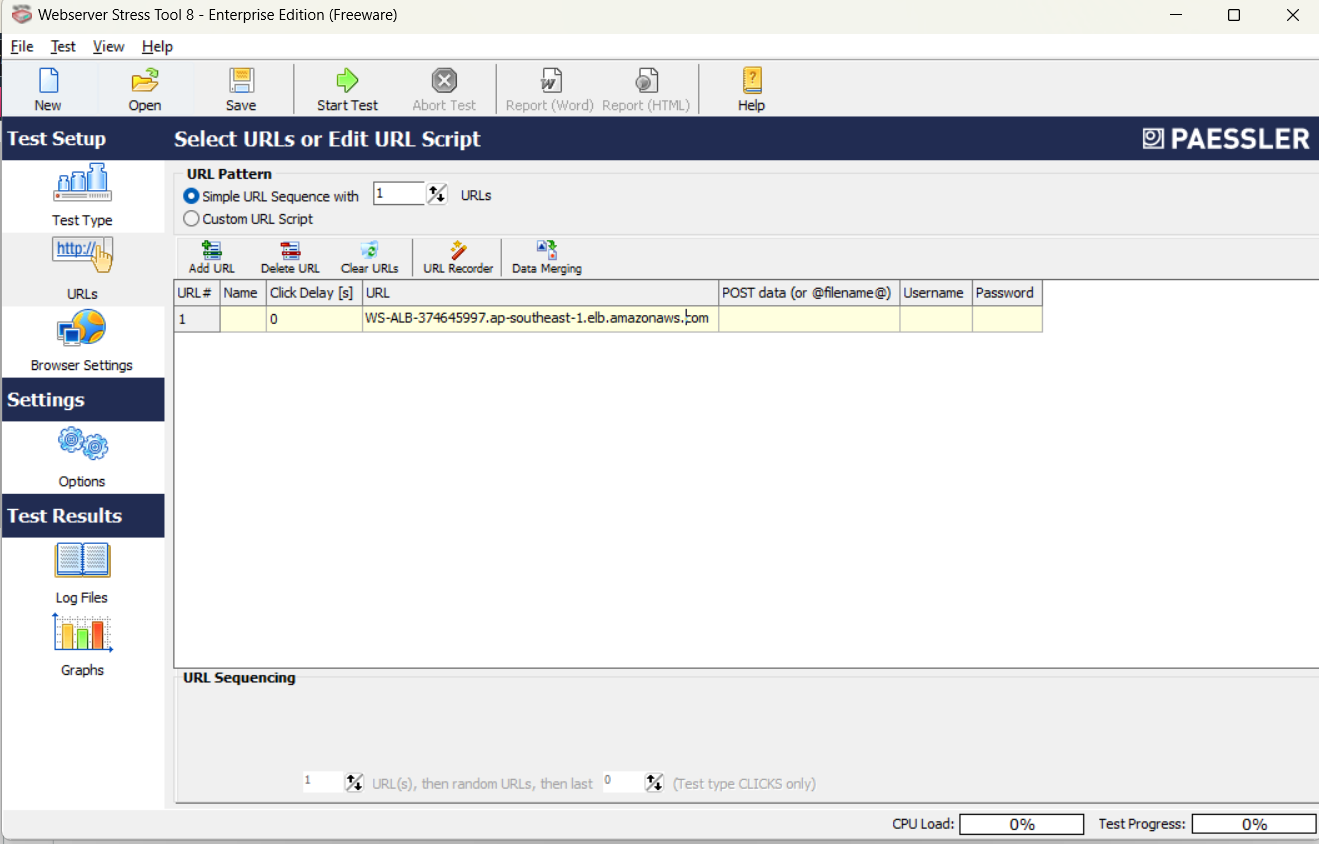 Webserver Stress Tool 8 - Enterprise Edition (Freeware)
File Test View Help
New Open Save Start Test Abort Test Report (Word) Report (HTML) Help
Test Setup
Select URLs or Edit URL Script
PAESSLER
Test Type
http://
URLs
Browser Settings
Settings
Options
Test Results
Log Files
Graphs
URL Pattern
Simple URL Sequence with 1 URLs
Custom URL Script
Add URL Delete URL Clear URLs URL Recorder Data Merging
URL# Name Click Delay [s] URL POST data (or @filename@) Username Password
1 0 WS-ALB-374645997.ap-southeast-1.elb.amazonaws.com
URL Sequencing
1 URL(s), then random URLs, then last 0 (Test type CLICKS only)
CPU Load: 0% Test Progress: 0%